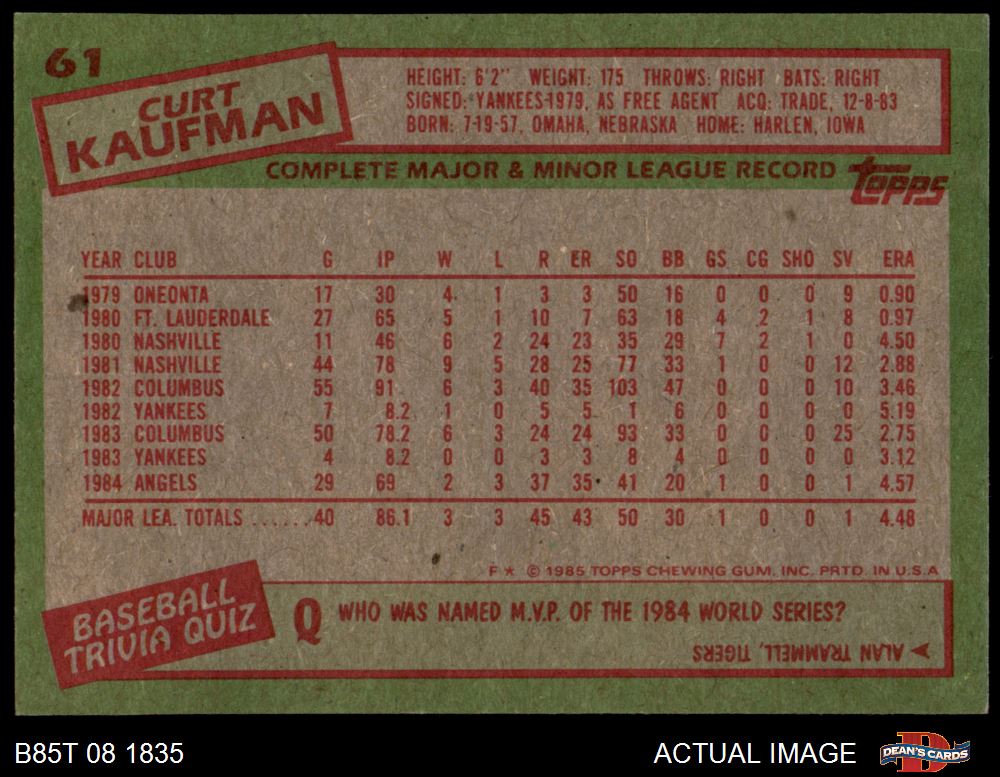 61
CURT
KAUFMAN
HEIGHT: 6'2" WEIGHT: 175 THROWS: RIGHT BATS: RIGHT
SIGNED: YANKEES-1979, AS FREE AGENT ACQ: TRADE, 12-8-83
BORN: 7-19-57, OMAHA, NEBRASKA HOME: HARLEN, IOWA
COMPLETE MAJOR & MINOR LEAGUE RECORD
TOPPS
YEAR CLUB G IP W L R ER SO BB GS CG SHO SV ERA
1979 ONEONTA 17 30 4 1 3 3 50 16 0 0 0 9 0.90
1980 FT. LAUDERDALE 27 65 5 1 10 7 63 18 4 2 1 8 0.97
1980 NASHVILLE 11 46 6 2 24 23 35 29 7 2 1 0 4.50
1981 NASHVILLE 44 78 9 5 28 25 77 33 1 0 0 12 2.88
1982 COLUMBUS 55 91 6 3 40 35 103 47 0 0 0 10 3.46
1982 YANKEES 7 8.2 1 0 5 5 1 6 0 0 0 0 5.19
1983 COLUMBUS 50 78.2 6 3 24 24 93 33 0 0 0 25 2.75
1983 YANKEES 4 8.2 0 0 3 3 8 4 0 0 0 0 3.12
1984 ANGELS 29 69 2 3 37 35 41 20 1 0 0 1 4.57
MAJOR LEA. TOTALS ......40 86.1 3 3 45 43 50 30 1 0 0 1 4.48
F ★ © 1985 TOPPS CHEWING GUM, INC. PRTD. IN U.S.A
BASEBALL
TRIVIA QUIZ
Q WHO WAS NAMED M.V.P. OF THE 1984 WORLD SERIES?
ALAN TRAMMELL, TIGERS
B85T 08 1835
ACTUAL IMAGE
DEAN'S CARDS